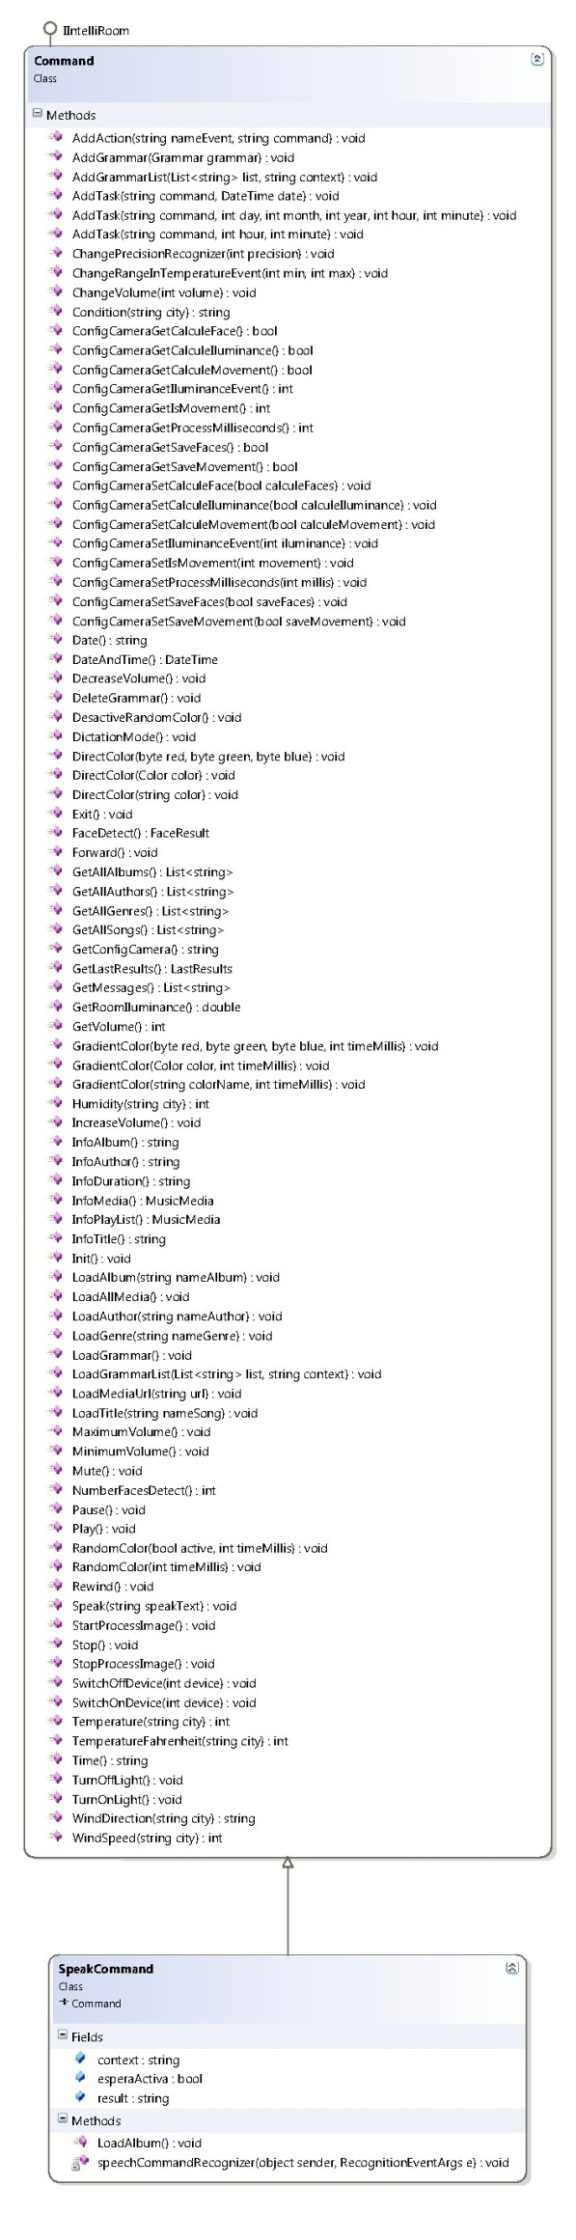 IIntelliRoom
Command
Class
Methods
AddAction(string nameEvent, string command) : void
AddGrammar(Grammar grammar) : void
AddGrammarList(List<string> list, string context) : void
AddTask(string command, DateTime date) : void
AddTask(string command, int day, int month, int year, int hour, int minute) : void
AddTask(string command, int hour, int minute) : void
ChangePrecisionRecognizer(int precision) : void
ChangeRangeInTemperatureEvent(int min, int max) : void
ChangeVolume(int volume) : void
Condition(string city) : string
ConfigCameraGetCalculeFace() : bool
ConfigCameraGetCalculeIluminance() : bool
ConfigCameraGetCalculeMovement() : bool
ConfigCameraGetIluminanceEvent() : int
ConfigCameraGetIsMovement() : int
ConfigCameraGetProcessMilliseconds() : int
ConfigCameraGetSaveFaces() : bool
ConfigCameraGetSaveMovement() : bool
ConfigCameraSetCalculeFace(bool calculeFaces) : void
ConfigCameraSetCalculeIluminance(bool calculeIluminance) : void
ConfigCameraSetCalculeMovement(bool calculeMovement) : void
ConfigCameraSetIluminanceEvent(int iluminance) : void
ConfigCameraSetIsMovement(int movement) : void
ConfigCameraSetProcessMilliseconds(int millis) : void
ConfigCameraSetSaveFaces(bool saveFaces) : void
ConfigCameraSetSaveMovement(bool saveMovement) : void
Date() : string
DateAndTime() : DateTime
DecreaseVolume() : void
DeleteGrammar() : void
DesactiveRandomColor() : void
DictationMode() : void
DirectColor(byte red, byte green, byte blue) : void
DirectColor(Color color) : void
DirectColor(string color) : void
Exit() : void
FaceDetect() : FaceResult
Forward() : void
GetAllAlbums() : List<string>
GetAllAuthors() : List<string>
GetAllGenres() : List<string>
GetAllSongs() : List<string>
GetConfigCamera() : string
GetLastResults() : LastResults
GetMessages() : List<string>
GetRoomIluminance() : double
GetVolume() : int
GradientColor(byte red, byte green, byte blue, int timeMillis) : void
GradientColor(Color color, int timeMillis) : void
GradientColor(string colorName, int timeMillis) : void
Humidity(string city) : int
IncreaseVolume() : void
InfoAlbum() : string
InfoAuthor() : string
InfoDuration() : string
InfoMedia() : MusicMedia
InfoPlayList() : MusicMedia
InfoTitle() : string
Init() : void
LoadAlbum(string nameAlbum) : void
LoadAllMedia() : void
LoadAuthor(string nameAuthor) : void
LoadGenre(string nameGenre) : void
LoadGrammar() : void
LoadGrammarList(List<string> list, string context) : void
LoadMediaUrl(string url) : void
LoadTitle(string nameSong) : void
MaximumVolume() : void
MinimumVolume() : void
Mute() : void
NumberFacesDetect() : int
Pause() : void
Play() : void
RandomColor(bool active, int timeMillis) : void
RandomColor(int timeMillis) : void
Rewind() : void
Speak(string speakText) : void
StartProcessImage() : void
Stop() : void
StopProcessImage() : void
SwitchOffDevice(int device) : void
SwitchOnDevice(int device) : void
Temperature(string city) : int
TemperatureFahrenheit(string city) : int
Time() : string
TurnOffLight() : void
TurnOnLight() : void
WindDirection(string city) : string
WindSpeed(string city) : int
SpeakCommand
Class
Command
Fields
context : string
esperaActiva : bool
result : string
Methods
LoadAlbum() : void
speechCommandRecognizer(object sender, RecognitionEventArgs e) : void